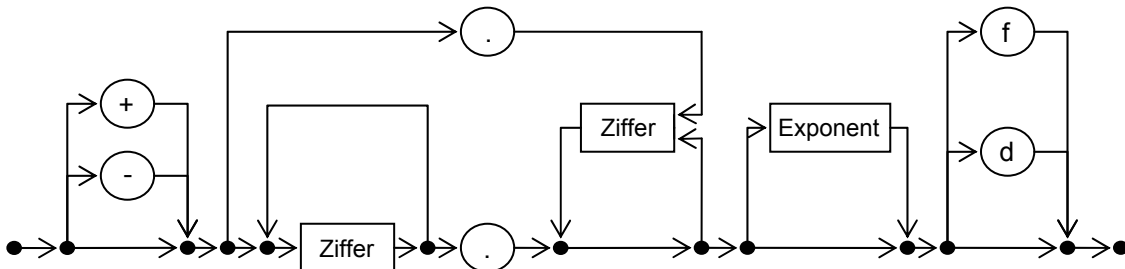 .
f
+
Ziffer
Exponent
-
d
Ziffer
.